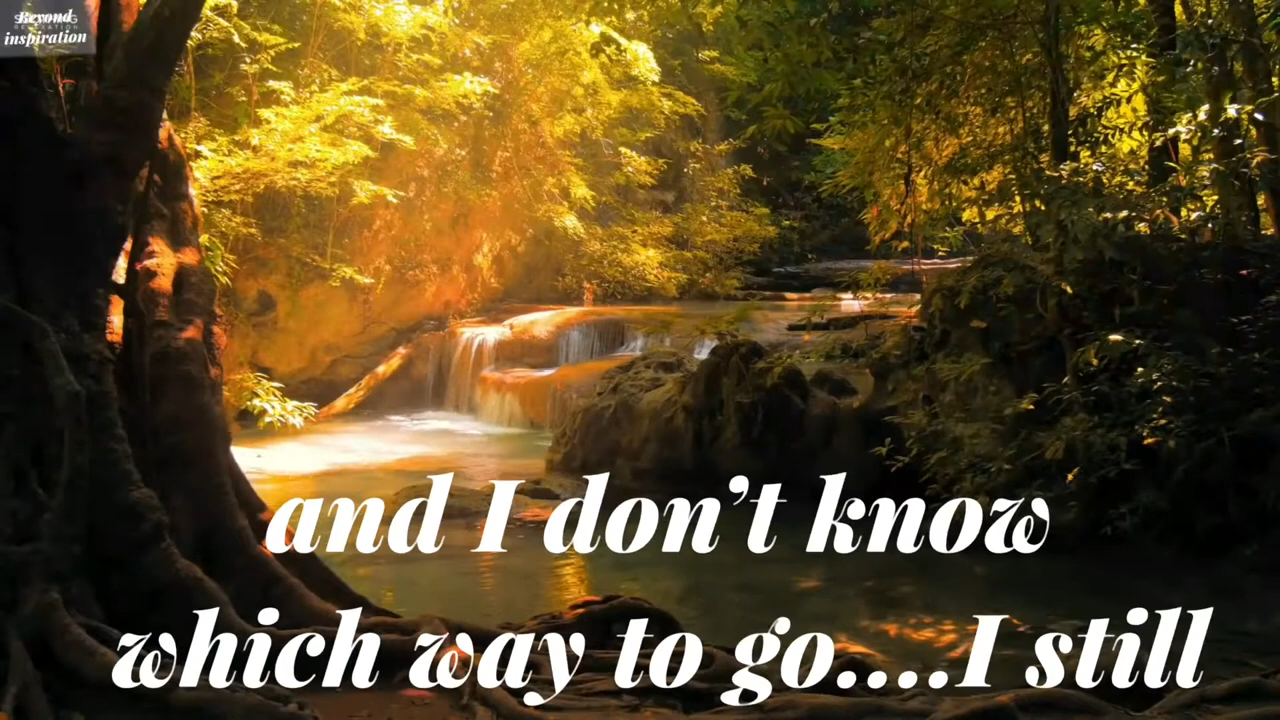 Beyond
inspiration
and I don't know
which way to go....I still